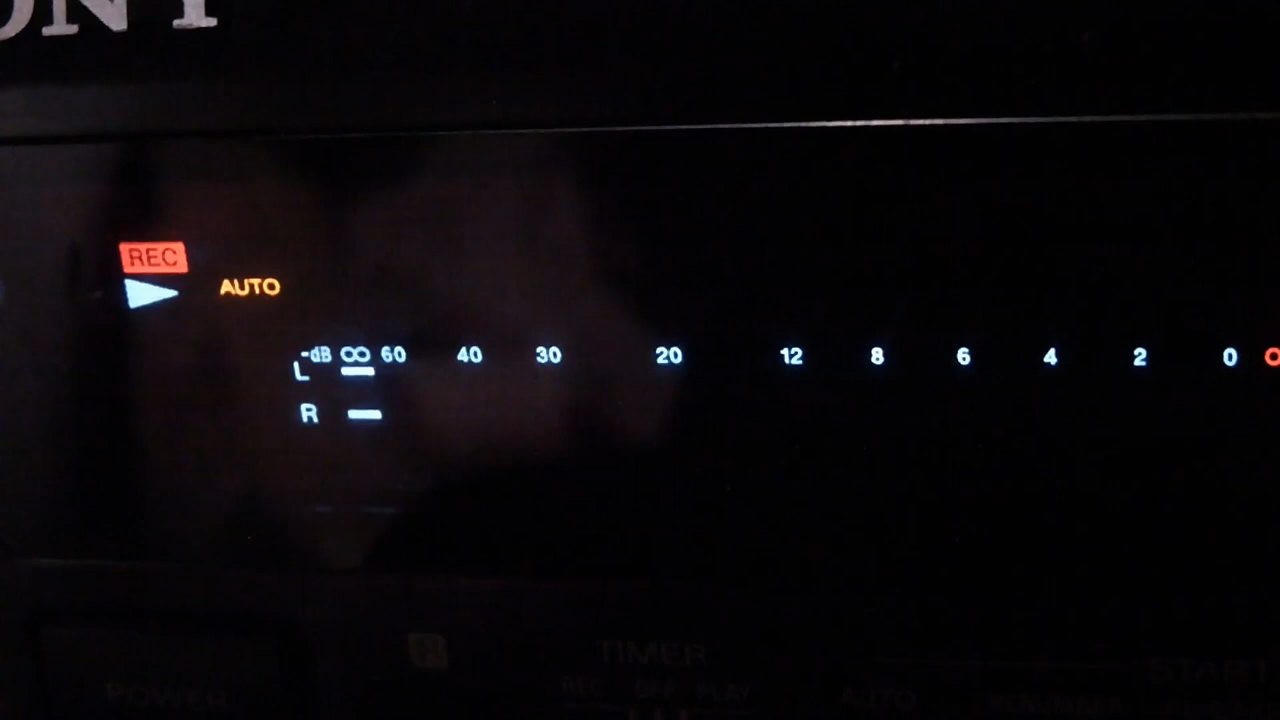 ONY
REC
AUTO
-dB ∞ 60 40 30 20 12 8 6 4 2 0
L
R
TIMER
POWER
REC OFF PLAY
AUTO
START